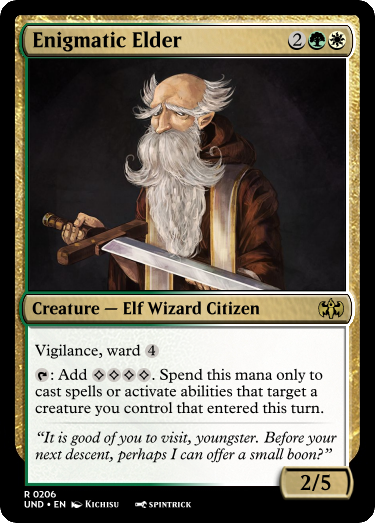 Enigmatic Elder 2
Creature — Elf Wizard Citizen
Vigilance, ward 4
: Add . Spend this mana only to
cast spells or activate abilities that target a
creature you control that entered this turn.
“It is good of you to visit, youngster. Before your
next descent, perhaps I can offer a small boon?”
2/5
R 0206
UND • EN Kichisu SPINTRICK